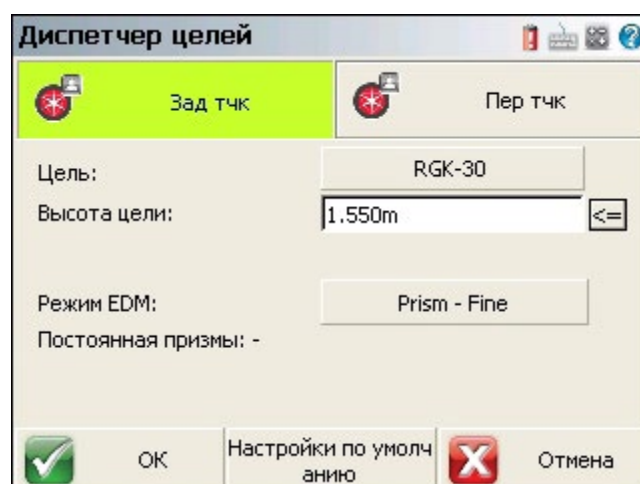 Диспетчер целей
Зад тчк
Пер тчк
Цель:
RGK-30
Высота цели:
1.550m
<=
Режим EDM:
Prism - Fine
Постоянная призмы: -
OK
Настройки по умолч
анию
Отмена